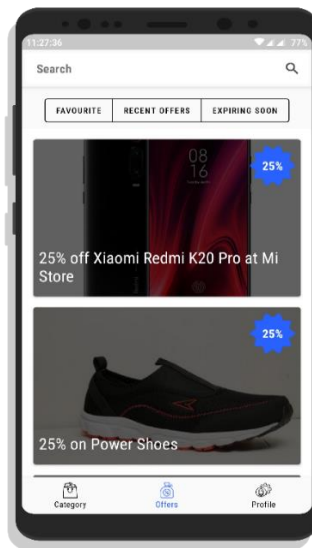 11:27:36 77%
Search
FAVOURITE RECENT OFFERS EXPIRING SOON
08
16
25%
25% off Xiaomi Redmi K20 Pro at Mi
Store
25%
25% on Power Shoes
Category Offers Profile